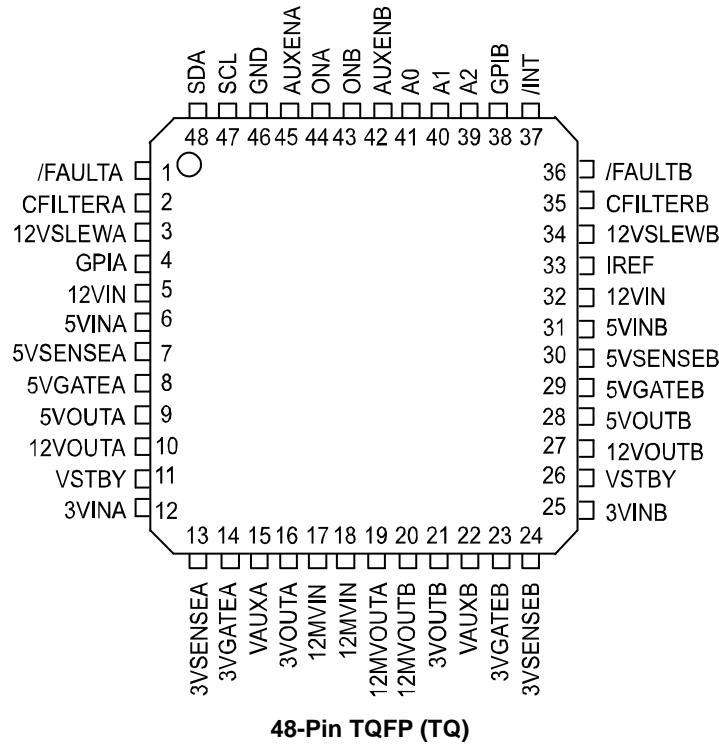 SDA
SCL
GND
AUXENA
ONA
ONB
AUXENB
A0
A1
A2
GPIB
/INT
48 47 46 45 44 43 42 41 40 39 38 37
/FAULTA 1 36 /FAULTB
CFILTERA 2 35 CFILTERB
12VSLEWA 3 34 12VSLEWB
GPIA 4 33 IREF
12VIN 5 32 12VIN
5VINA 6 31 5VINB
5VSENSEA 7 30 5VSENSEB
5VGATEA 8 29 5VGATEB
5VOUTA 9 28 5VOUTB
12VOUTA 10 27 12VOUTB
VSTBY 11 26 VSTBY
3VINA 12 25 3VINB
13 14 15 16 17 18 19 20 21 22 23 24
3VSENSEA
3VGATEA
VAUXA
3VOUTA
12MVIN
12MVIN
12MVOUTA
12MVOUTB
3VOUTB
VAUXB
3VGATEB
3VSENSEB
48-Pin TQFP (TQ)